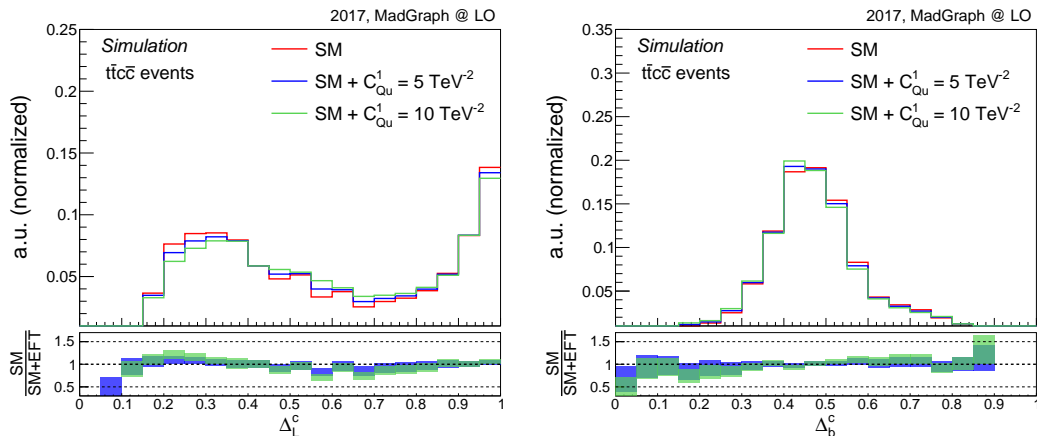 2017, MadGraph @ LO
0.25
0.2
0.15
0.1
0.05
a.u. (normalized)
Simulation
tt̄cc̄ events
SM
SM + C¹_Qu = 5 TeV⁻²
SM + C¹_Qu = 10 TeV⁻²
SM
SM+EFT
1.5
1
0.5
0 0.1 0.2 0.3 0.4 0.5 0.6 0.7 0.8 0.9 1
Δ^c_L
2017, MadGraph @ LO
0.35
0.3
0.25
0.2
0.15
0.1
0.05
a.u. (normalized)
Simulation
tt̄cc̄ events
SM
SM + C¹_Qu = 5 TeV⁻²
SM + C¹_Qu = 10 TeV⁻²
SM
SM+EFT
1.5
1
0.5
0 0.1 0.2 0.3 0.4 0.5 0.6 0.7 0.8 0.9 1
Δ^c_b